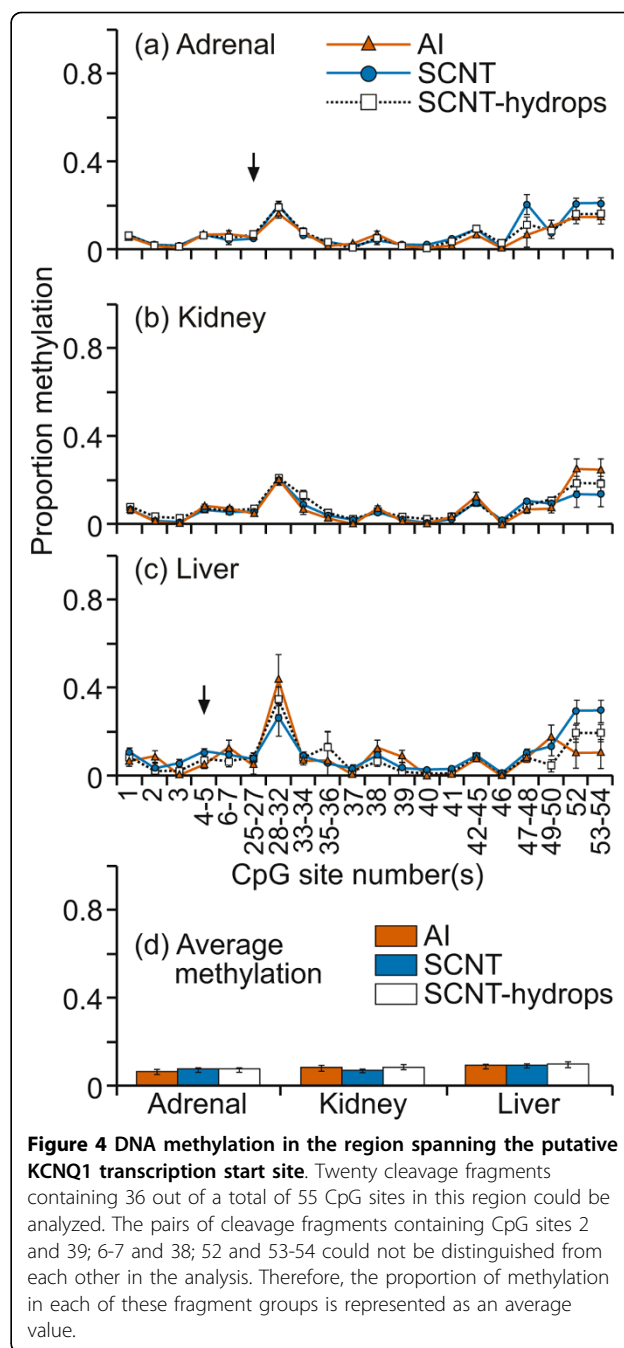 (a) Adrenal
AI
SCNT
SCNT-hydrops
0.8
0.4
0
(b) Kidney
0.8
0.4
0
Proportion methylation
(c) Liver
0.8
0.4
0
1
2
3
4-5
6-7
25-27
28-32
33-34
35-36
37
38
39
40
41
42-45
46
47-48
49-50
52
53-54
CpG site number(s)
0.8
0.4
0
(d) Average
methylation
AI
SCNT
SCNT-hydrops
Adrenal
Kidney
Liver
Figure 4 DNA methylation in the region spanning the putative
KCNQ1 transcription start site. Twenty cleavage fragments
containing 36 out of a total of 55 CpG sites in this region could be
analyzed. The pairs of cleavage fragments containing CpG sites 2
and 39; 6-7 and 38; 52 and 53-54 could not be distinguished from
each other in the analysis. Therefore, the proportion of methylation
in each of these fragment groups is represented as an average
value.